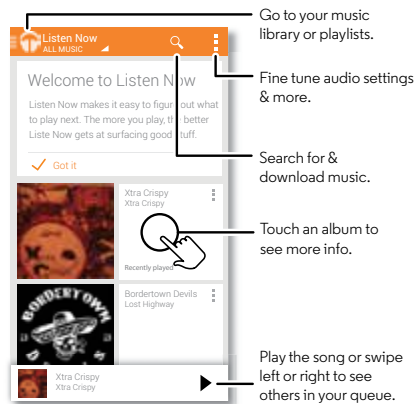 Go to your music
library or playlists.
Listen Now
ALL MUSIC
Fine tune audio settings
& more.
Welcome to Listen Now
Listen Now makes it easy to figure out what
to play next. The more you play, the better
Liste Now gets at surfacing good stuff.
Got it
Search for &
download music.
Xtra Crispy
Xtra Crispy
Recently played
Touch an album to
see more info.
BORDERTOWN
Bordertown Devils
Lost Highway
Xtra Crispy
Xtra Crispy
Play the song or swipe
left or right to see
others in your queue.